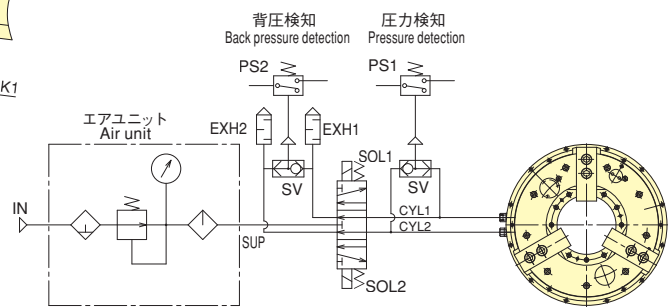 背圧検知
Back pressure detection
圧力検知
Pressure detection
PS2
PS1
K1
エアユニット
Air unit
EXH2
EXH1
SOL1
SV
SV
IN
CYL1
CYL2
SUP
SOL2